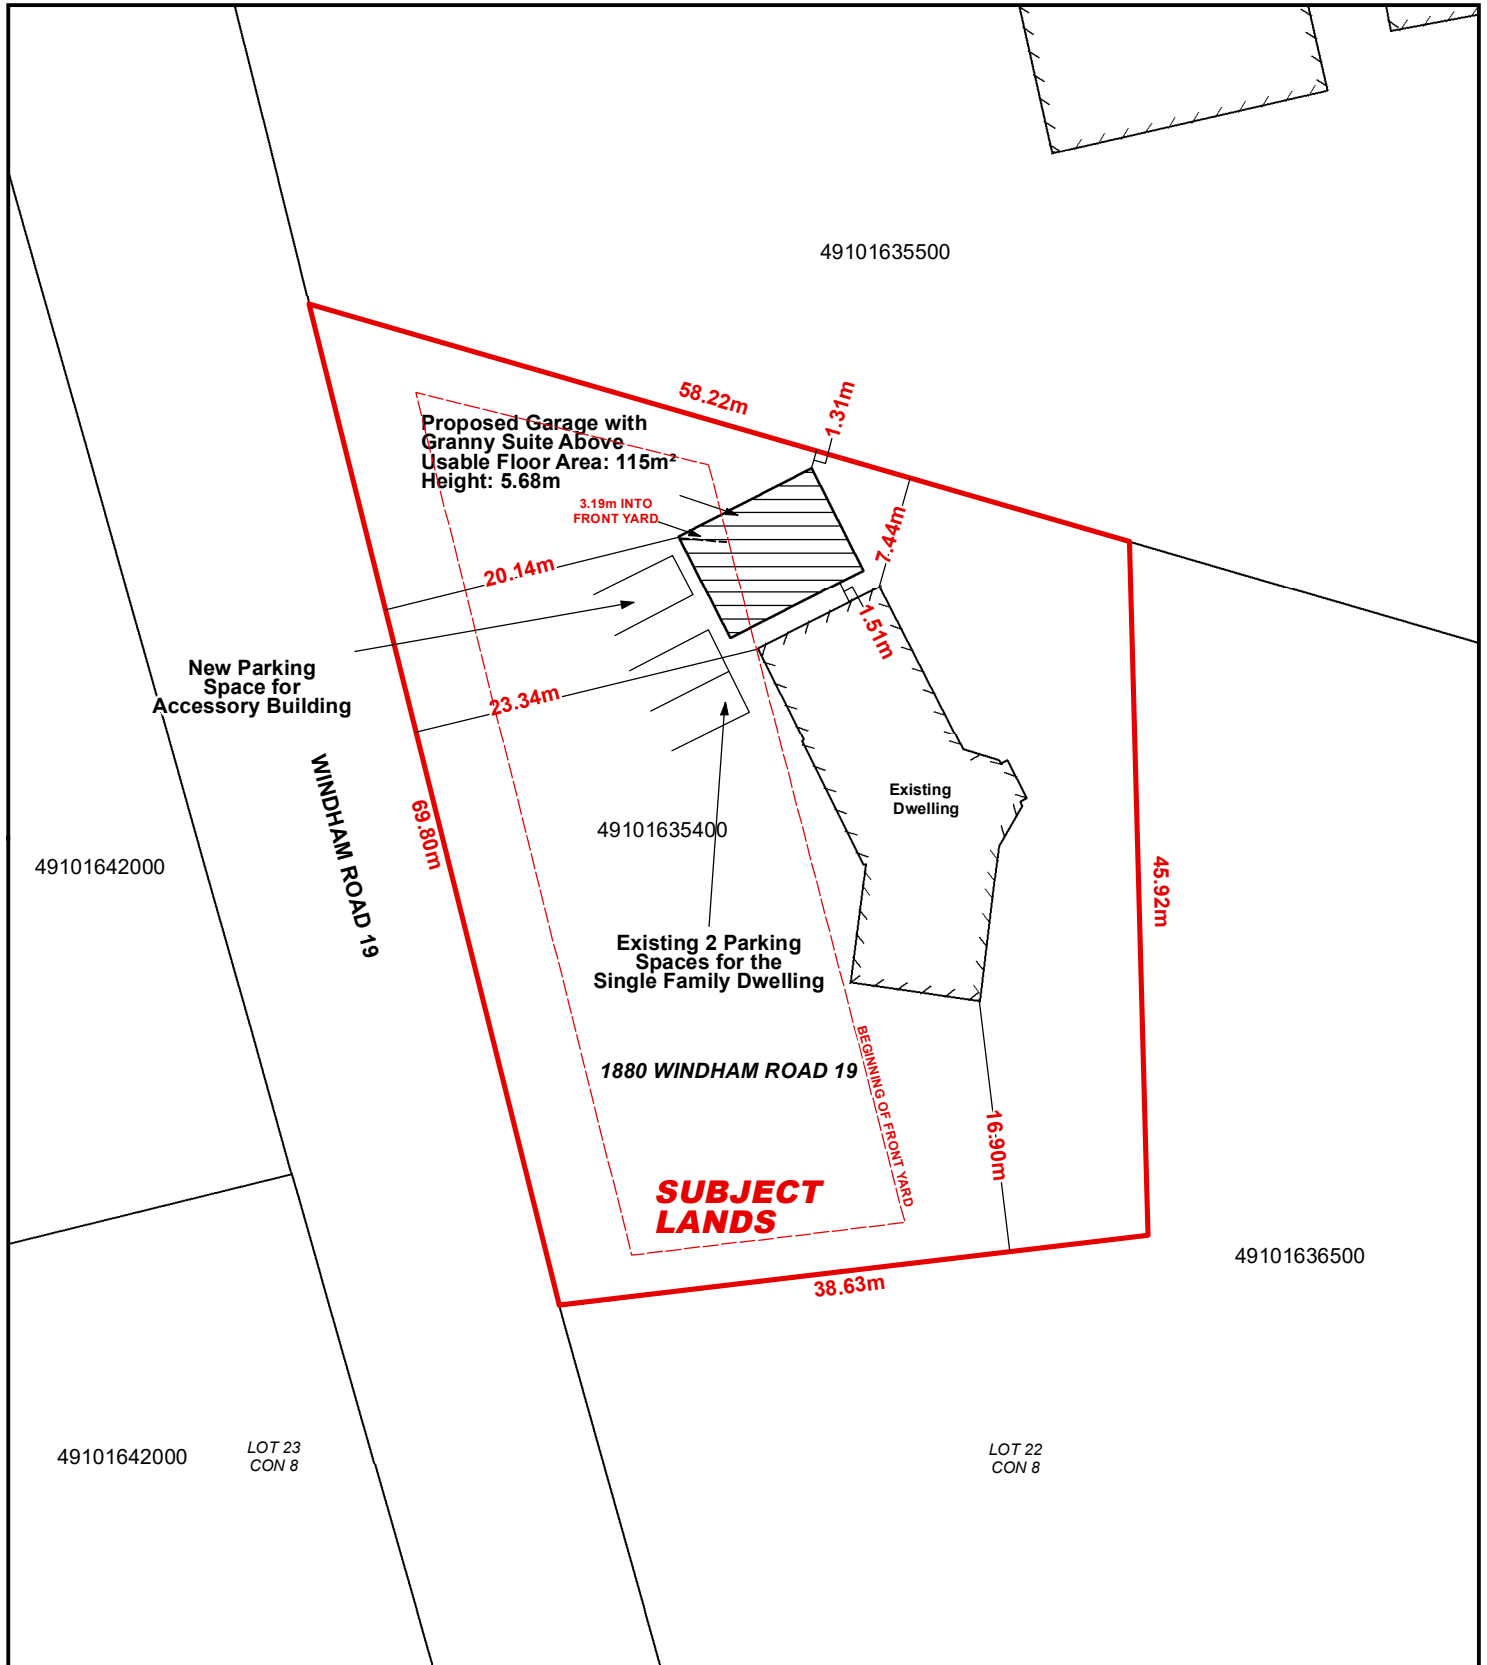 49101635500
58.22m
1.31m
Proposed Garage with
Granny Suite Above
Usable Floor Area: 115m²
Height: 5.68m
3.19m INTO
FRONT YARD
7.44m
20.14m
1.51m
New Parking
Space for
Accessory Building
23.34m
WINDHAM ROAD 19
69.80m
Existing
Dwelling
49101635400
49101642000
45.92m
Existing 2 Parking
Spaces for the
Single Family Dwelling
1880 WINDHAM ROAD 19
BEGINNING OF FRONT YARD
16.90m
SUBJECT
LANDS
38.63m
49101636500
49101642000
LOT 23
CON 8
LOT 22
CON 8